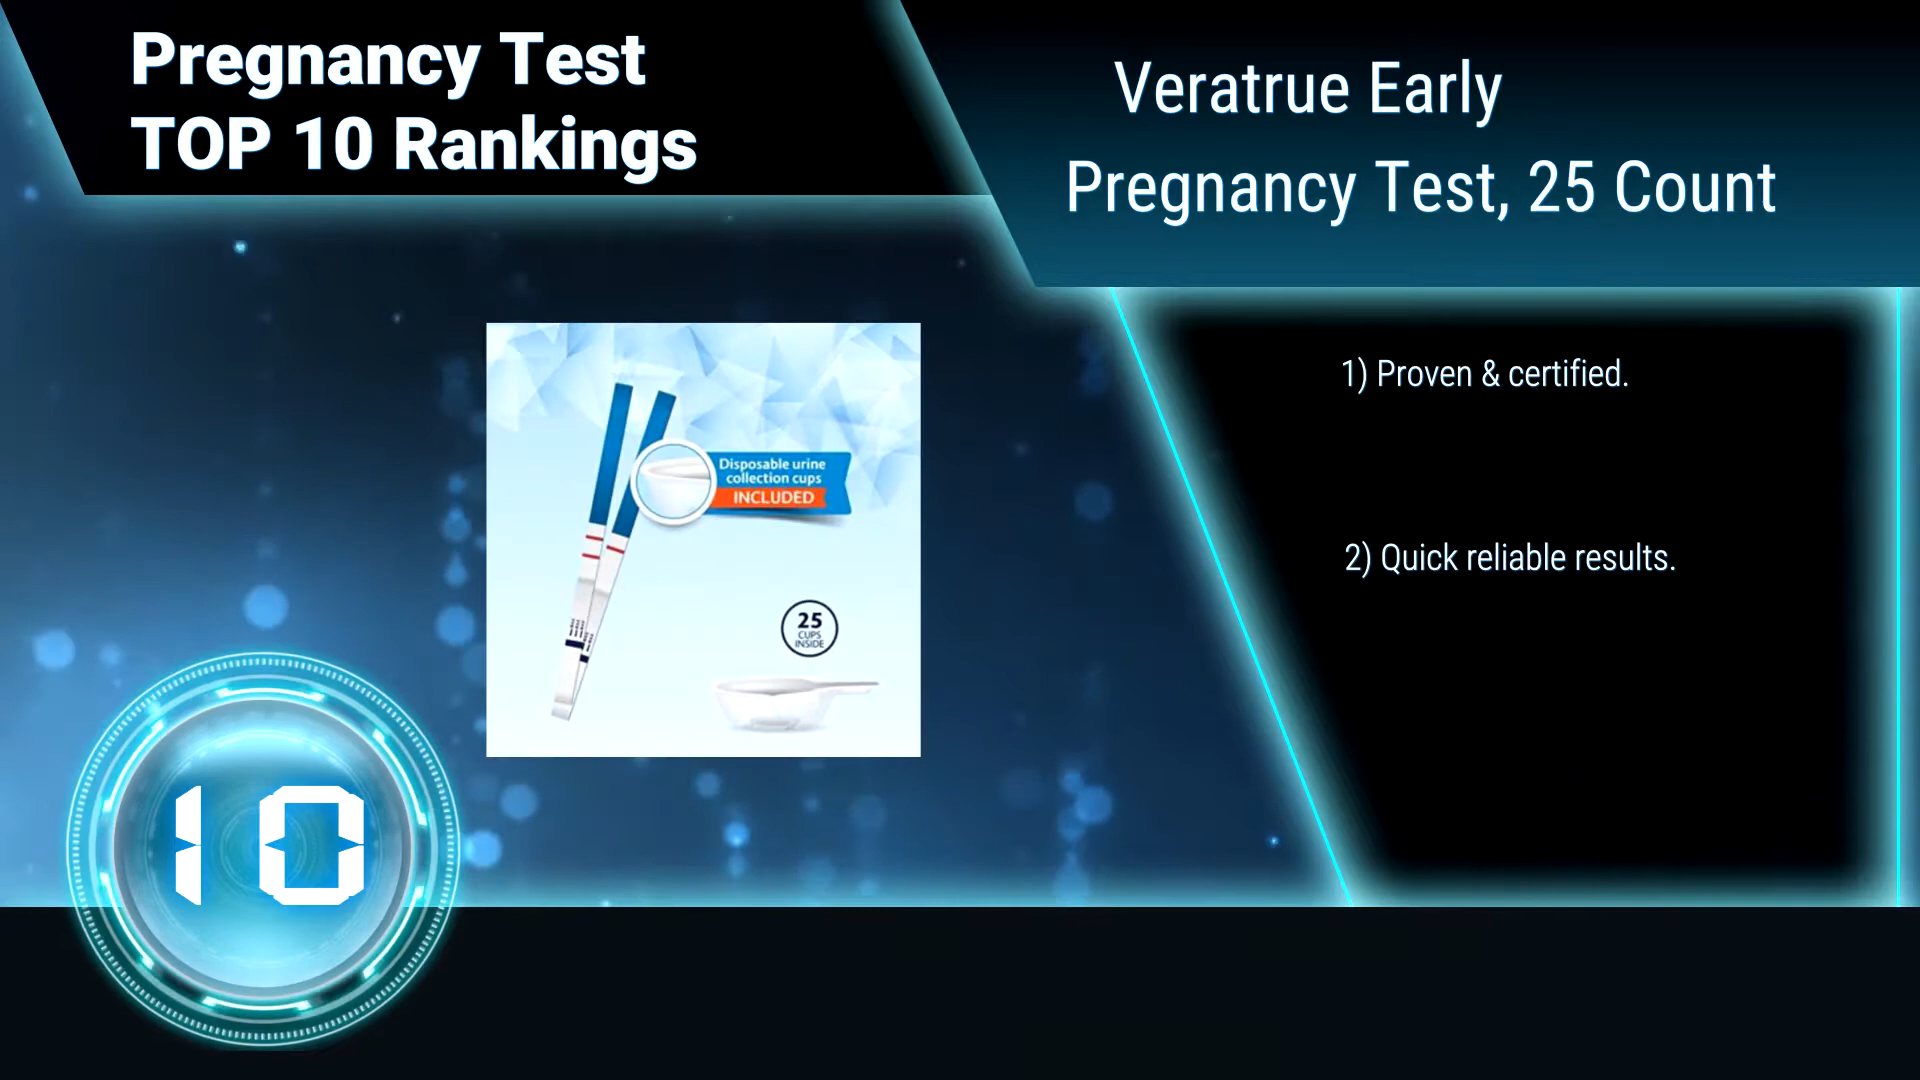 Pregnancy Test
TOP 10 Rankings
Veratrue Early
Pregnancy Test, 25 Count
1) Proven & certified.
2) Quick reliable results.
Disposable urine
collection cups
INCLUDED
25
CUPS
INSIDE
10